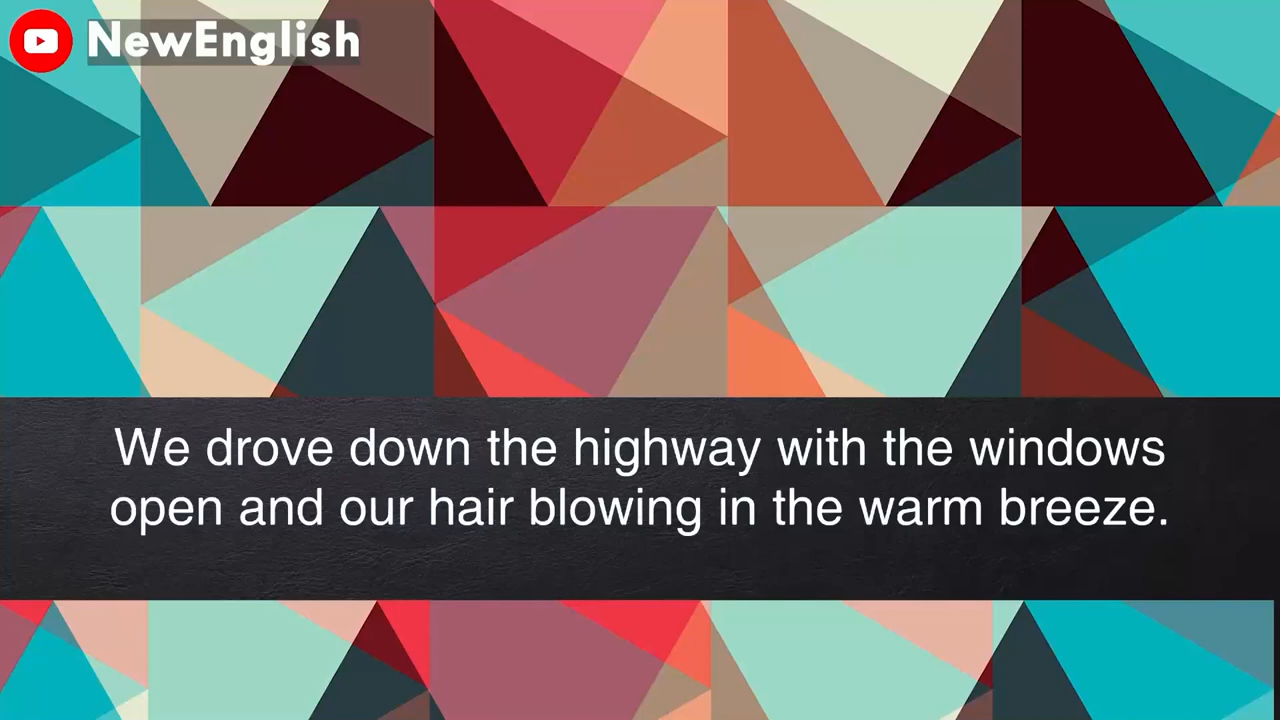 NewEnglish
We drove down the highway with the windows
open and our hair blowing in the warm breeze.